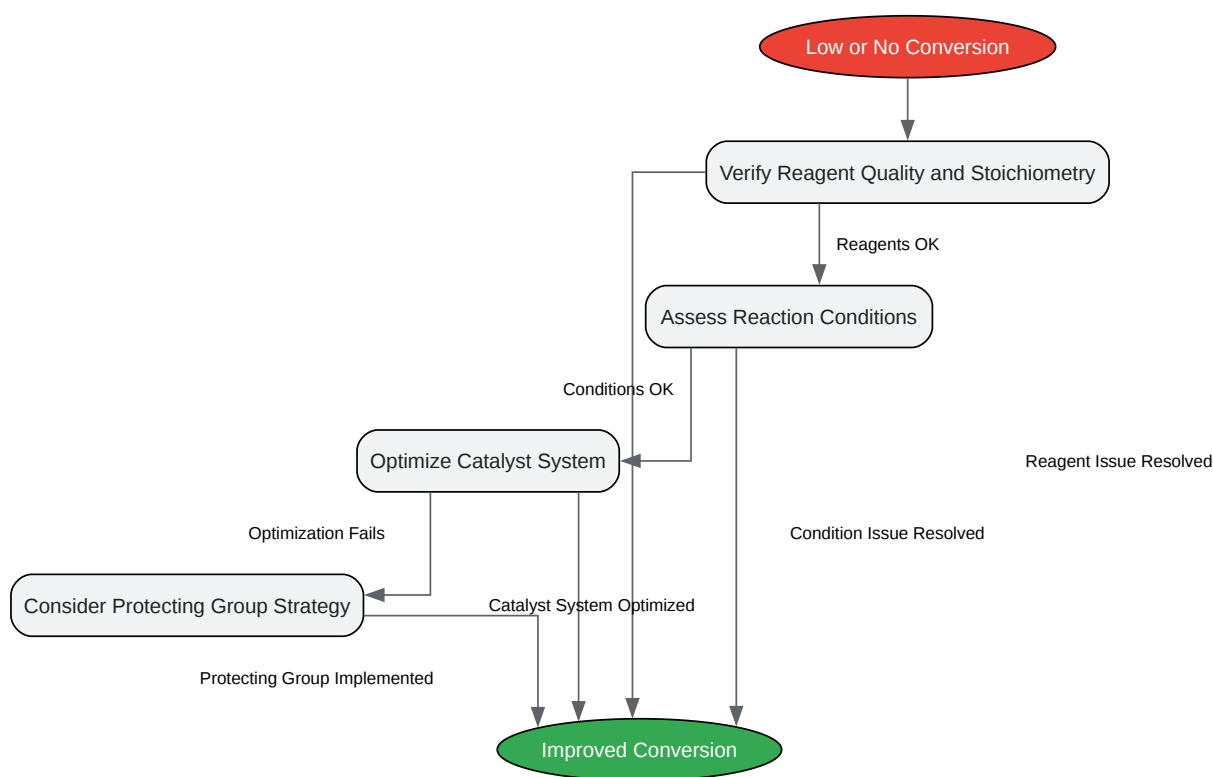 Low or No Conversion
Verify Reagent Quality and Stoichiometry
Reagents OK
Assess Reaction Conditions
Conditions OK
Optimize Catalyst System
Reagent Issue Resolved
Optimization Fails
Condition Issue Resolved
Consider Protecting Group Strategy
Catalyst System Optimized
Protecting Group Implemented
Improved Conversion